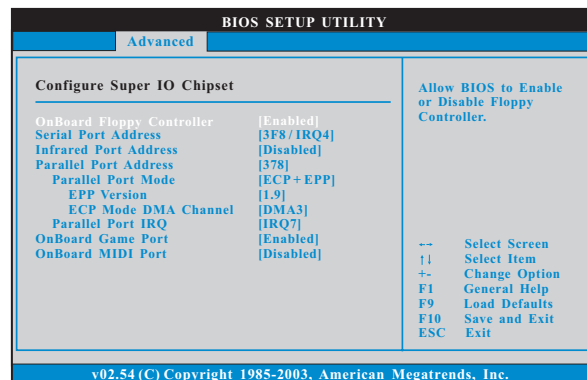 BIOS SETUP UTILITY
Advanced
Configure Super IO Chipset
OnBoard Floppy Controller [Enabled]
Serial Port Address [3F8 / IRQ4]
Infrared Port Address [Disabled]
Parallel Port Address [378]
Parallel Port Mode [ECP + EPP]
EPP Version [1.9]
ECP Mode DMA Channel [DMA3]
Parallel Port IRQ [IRQ7]
OnBoard Game Port [Enabled]
OnBoard MIDI Port [Disabled]
Allow BIOS to Enable
or Disable Floppy
Controller.
←→ Select Screen
↑↓ Select Item
+- Change Option
F1 General Help
F9 Load Defaults
F10 Save and Exit
ESC Exit
v02.54 (C) Copyright 1985-2003, American Megatrends, Inc.